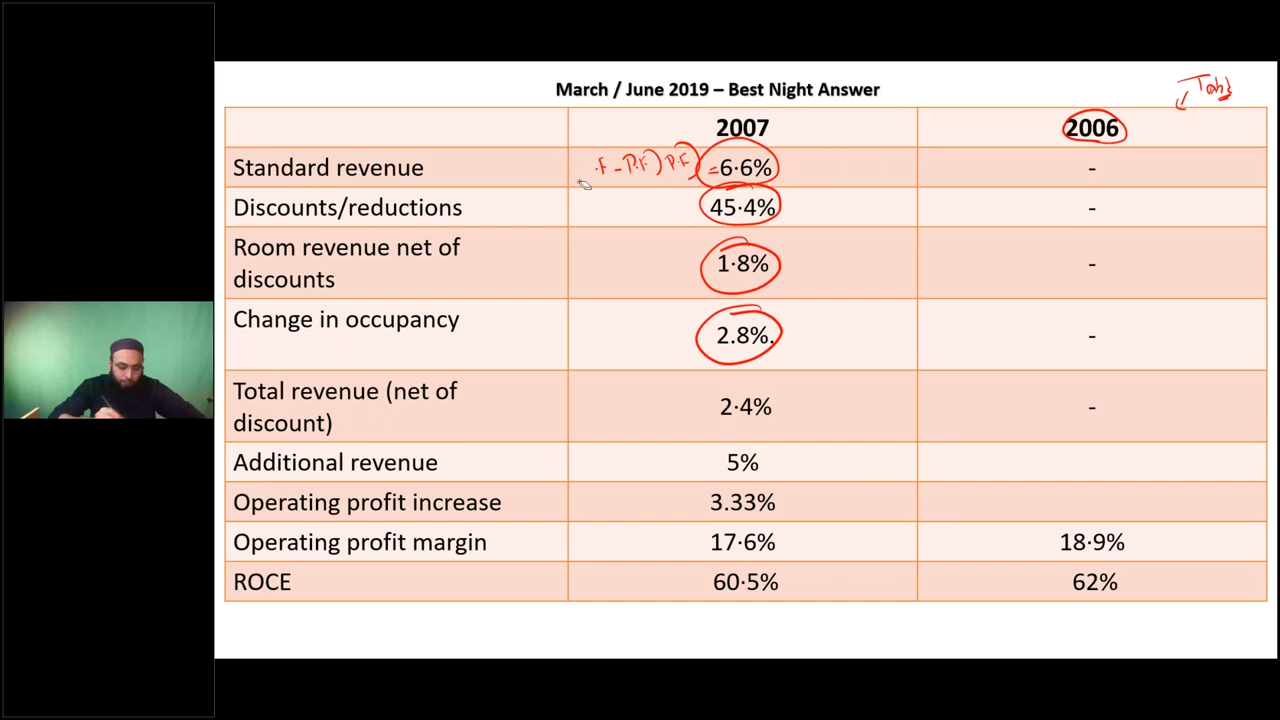 March / June 2019 – Best Night Answer
Tab
2007 2006
Standard revenue .F - P.F) P.F) = 6·6% -
Discounts/reductions 45·4% -
Room revenue net of
discounts 1·8% -
Change in occupancy 2.8%. -
Total revenue (net of
discount) 2·4% -
Additional revenue 5%
Operating profit increase 3.33%
Operating profit margin 17·6% 18·9%
ROCE 60·5% 62%